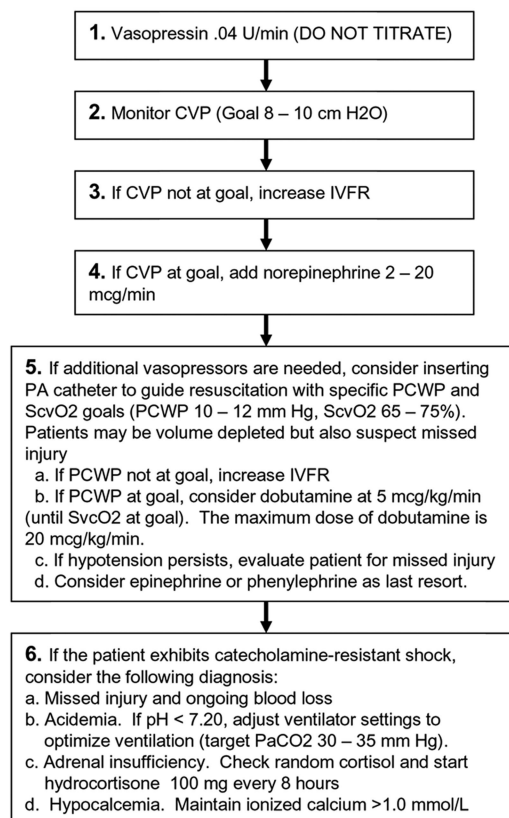 1. Vasopressin .04 U/min (DO NOT TITRATE)
2. Monitor CVP (Goal 8 – 10 cm H2O)
3. If CVP not at goal, increase IVFR
4. If CVP at goal, add norepinephrine 2 – 20
mcg/min
5. If additional vasopressors are needed, consider inserting
PA catheter to guide resuscitation with specific PCWP and
ScvO2 goals (PCWP 10 – 12 mm Hg, ScvO2 65 – 75%).
Patients may be volume depleted but also suspect missed
injury
a. If PCWP not at goal, increase IVFR
b. If PCWP at goal, consider dobutamine at 5 mcg/kg/min
(until SvcO2 at goal). The maximum dose of dobutamine is
20 mcg/kg/min.
c. If hypotension persists, evaluate patient for missed injury
d. Consider epinephrine or phenylephrine as last resort.
6. If the patient exhibits catecholamine-resistant shock,
consider the following diagnosis:
a. Missed injury and ongoing blood loss
b. Acidemia. If pH < 7.20, adjust ventilator settings to
optimize ventilation (target PaCO2 30 – 35 mm Hg).
c. Adrenal insufficiency. Check random cortisol and start
hydrocortisone 100 mg every 8 hours
d. Hypocalcemia. Maintain ionized calcium >1.0 mmol/L